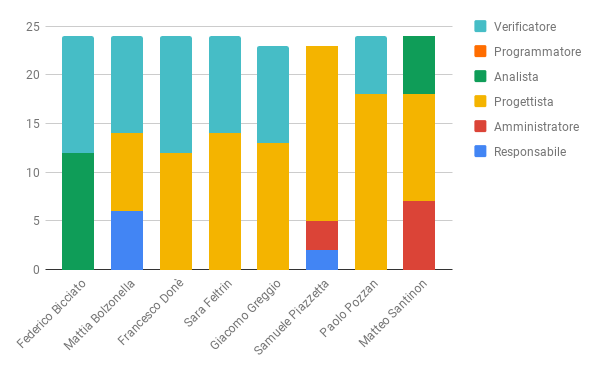 25
20
15
10
5
0
Federico Bicciato
Mattia Bolzonella
Francesco Donè
Sara Feltrin
Giacomo Greggio
Samuele Piazzetta
Paolo Pozzan
Matteo Santinon
Verificatore
Programmatore
Analista
Progettista
Amministratore
Responsabile